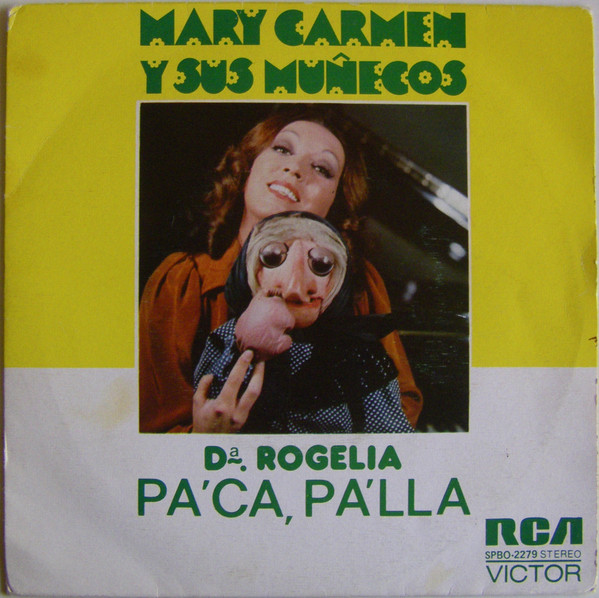 MARY CARMEN
Y SUS MUÑECOS
Dª. ROGELIA
PA'CA, PA'LLA
RCA
SPBO-2279 STEREO
VICTOR